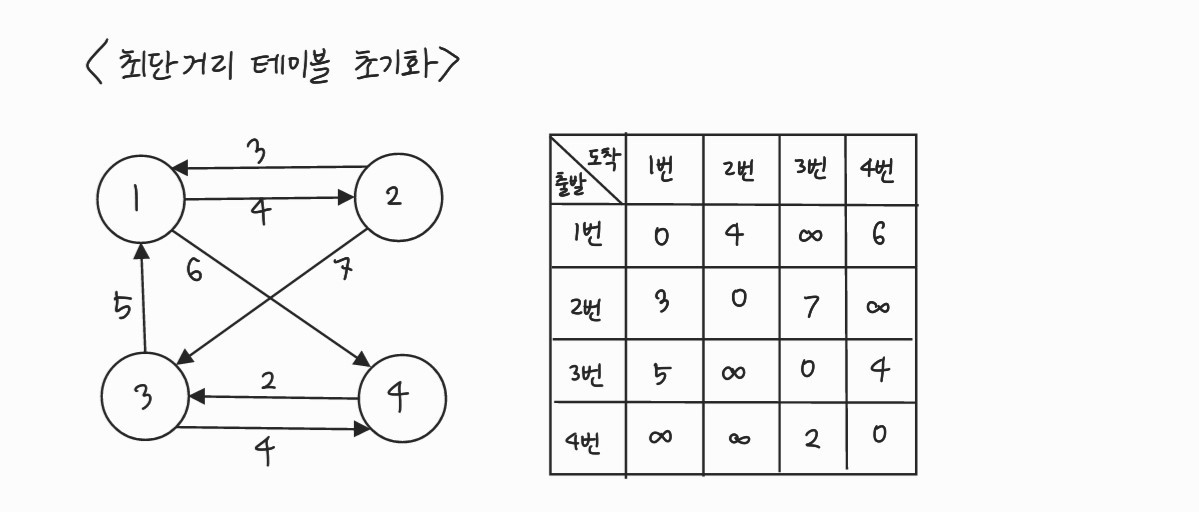 <최단거리 테이블 초기화>
3
1 2
4
6 7
5
2
3 4
4
도착 1번 2번 3번 4번
출발
1번 0 4 ∞ 6
2번 3 0 7 ∞
3번 5 ∞ 0 4
4번 ∞ ∞ 2 0